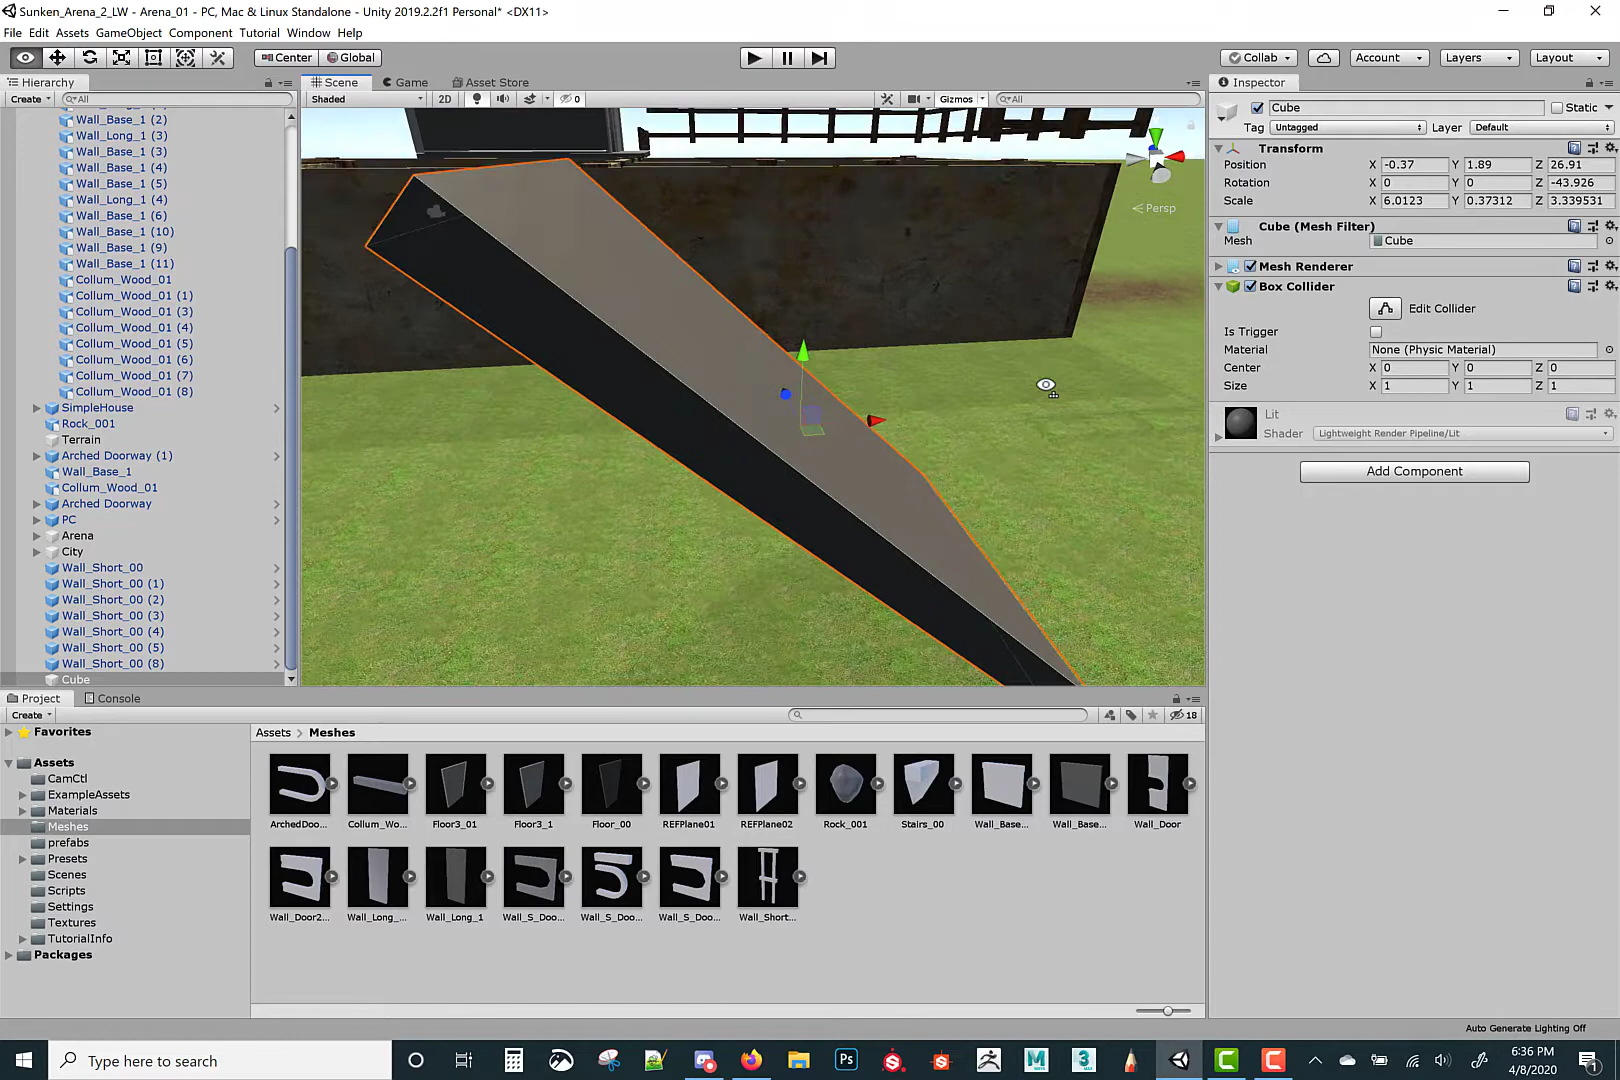 Sunken_Arena_2_LW - Arena_01 - PC, Mac & Linux Standalone - Unity 2019.2.2f1 Personal* <DX11>
File Edit Assets GameObject Component Tutorial Window Help
Center Global Collab Account Layers Layout
Hierarchy Scene Game Asset Store Inspector
Create All Shaded 2D 0 Gizmos All
Cube Static
Tag Untagged Layer Default
Wall_Base_1 (2)
Wall_Long_1 (3)
Wall_Base_1 (3)
Wall_Base_1 (4)
Wall_Base_1 (5)
Wall_Long_1 (4)
Wall_Base_1 (6)
Wall_Base_1 (10)
Wall_Base_1 (9)
Wall_Base_1 (11)
Collum_Wood_01
Collum_Wood_01 (1)
Collum_Wood_01 (3)
Collum_Wood_01 (4)
Collum_Wood_01 (5)
Collum_Wood_01 (6)
Collum_Wood_01 (7)
Collum_Wood_01 (8)
SimpleHouse
Rock_001
Terrain
Arched Doorway (1)
Wall_Base_1
Collum_Wood_01
Arched Doorway
PC
Arena
City
Wall_Short_00
Wall_Short_00 (1)
Wall_Short_00 (2)
Wall_Short_00 (3)
Wall_Short_00 (4)
Wall_Short_00 (5)
Wall_Short_00 (8)
Cube
Persp
Transform
Position X -0.37 Y 1.89 Z 26.91
Rotation X 0 Y 0 Z -43.926
Scale X 6.0123 Y 0.37312 Z 3.339531
Cube (Mesh Filter)
Mesh Cube
Mesh Renderer
Box Collider
Edit Collider
Is Trigger
Material None (Physic Material)
Center X 0 Y 0 Z 0
Size X 1 Y 1 Z 1
Lit
Shader Lightweight Render Pipeline/Lit
Add Component
Project Console
Create 18
Favorites
Assets
CamCtl
ExampleAssets
Materials
Meshes
prefabs
Presets
Scenes
Scripts
Settings
Textures
TutorialInfo
Packages
Assets > Meshes
ArchedDoo... Collum_Wo... Floor3_01 Floor3_1 Floor_00 REFPlane01 REFPlane02 Rock_001 Stairs_00 Wall_Base... Wall_Base... Wall_Door
Wall_Door2... Wall_Long_... Wall_Long_1 Wall_S_Doo... Wall_S_Doo... Wall_S_Doo... Wall_Short...
Auto Generate Lighting Off
Type here to search
Ps
M
3
6:36 PM
4/8/2020
1